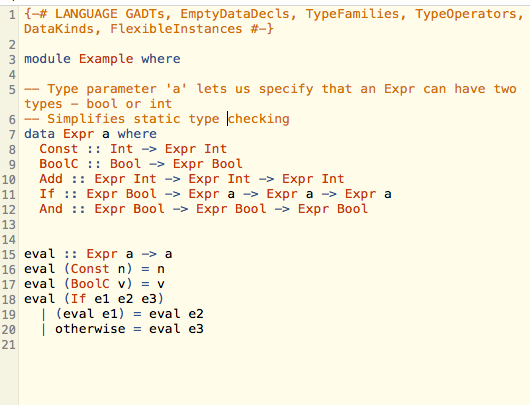 1 {-# LANGUAGE GADTs, EmptyDataDecls, TypeFamilies, TypeOperators,
DataKinds, FlexibleInstances #-}
2
3 module Example where
4
5 -- Type parameter 'a' lets us specify that an Expr can have two
types - bool or int
6 -- Simplifies static type checking
7 data Expr a where
8   Const :: Int -> Expr Int
9   BoolC :: Bool -> Expr Bool
10   Add :: Expr Int -> Expr Int -> Expr Int
11   If :: Expr Bool -> Expr a -> Expr a -> Expr a
12   And :: Expr Bool -> Expr Bool -> Expr Bool
13
14
15 eval :: Expr a -> a
16 eval (Const n) = n
17 eval (BoolC v) = v
18 eval (If e1 e2 e3)
19   | (eval e1) = eval e2
20   | otherwise = eval e3
21